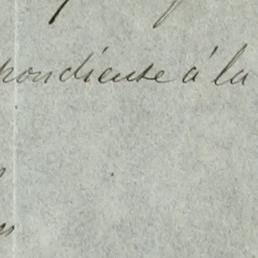 pondiente á la